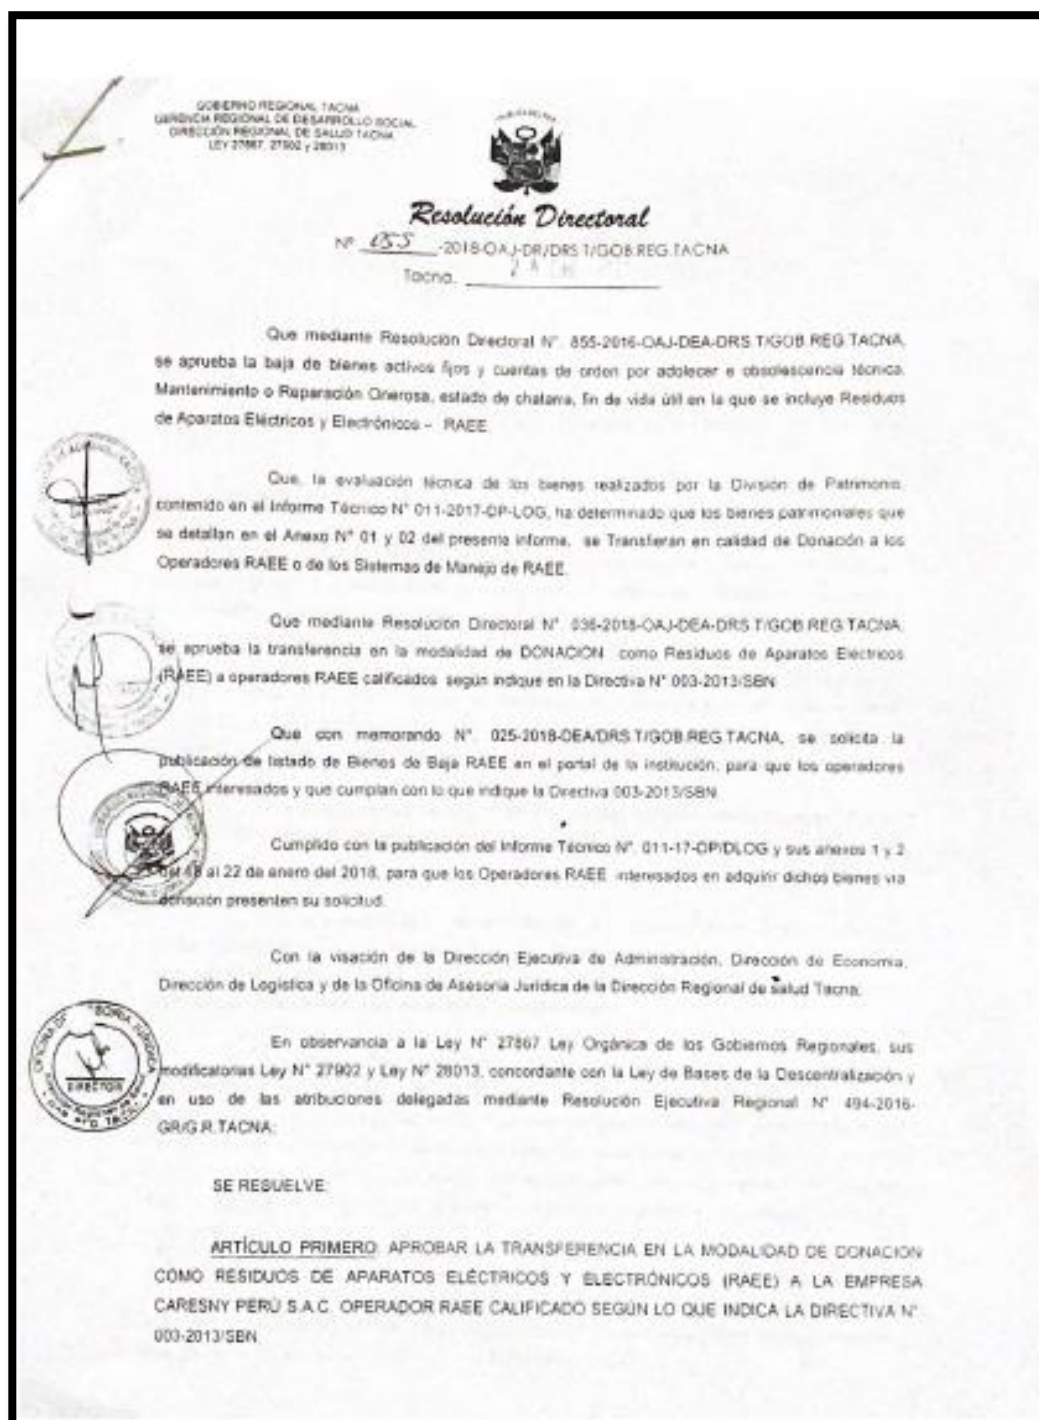 GOBIERNO REGIONAL TACNA
GERENCIA REGIONAL DE DESARROLLO SOCIAL
DIRECCIÓN REGIONAL DE SALUD TACNA
LEY 27867, 27902 y 28013
Resolución Directoral
N° 055 -2018-OAJ-DR/DRS.T/GOB.REG.TACNA
Tacna,
Que mediante Resolución Directoral N°. 855-2016-OAJ-DEA-DRS.T/GOB.REG.TACNA,
se aprueba la baja de bienes activos fijos y cuentas de orden por adolecer e obsolescencia técnica,
Mantenimiento o Reparación Onerosa, estado de chatarra, fin de vida útil en la que se incluye Residuos
de Aparatos Eléctricos y Electrónicos – RAEE.
Que, la evaluación técnica de los bienes realizados por la División de Patrimonio,
contenido en el Informe Técnico N° 011-2017-DP-LOG, ha determinado que los bienes patrimoniales que
se detallan en el Anexo N° 01 y 02 del presente informe, se Transfieran en calidad de Donación a los
Operadores RAEE o de los Sistemas de Manejo de RAEE.
Que mediante Resolución Directoral N°. 036-2018-OAJ-DEA-DRS.T/GOB.REG.TACNA,
se aprueba la transferencia en la modalidad de DONACION como Residuos de Aparatos Eléctricos
(RAEE) a operadores RAEE calificados según indique en la Directiva N° 003-2013/SBN.
Que con memorando N°. 025-2018-DEA/DRS.T/GOB.REG.TACNA, se solicita la
publicación de listado de Bienes de Baja RAEE en el portal de la institución, para que los operadores
RAEE interesados y que cumplan con lo que indique la Directiva 003-2013/SBN.
Cumplido con la publicación del Informe Técnico N°. 011-17-DP/DLOG y sus anexos 1 y 2
del 18 al 22 de enero del 2018, para que los Operadores RAEE interesados en adquirir dichos bienes via
donación presenten su solicitud.
Con la visación de la Dirección Ejecutiva de Administración, Dirección de Economia,
Dirección de Logística y de la Oficina de Asesoria Juridica de la Dirección Regional de salud Tacna;
En observancia a la Ley N° 27867 Ley Orgánica de los Gobiernos Regionales, sus
modificatorias Ley N° 27902 y Ley N° 28013, concordante con la Ley de Bases de la Descentralización y
en uso de las atribuciones delegadas mediante Resolución Ejecutiva Regional N° 494-2016-
GR/G.R.TACNA;
OFICINA DE JURIDICA
DIRECTOR
SE RESUELVE:
ARTÍCULO PRIMERO: APROBAR LA TRANSFERENCIA EN LA MODALIDAD DE DONACION
COMO RESIDUOS DE APARATOS ELÉCTRICOS Y ELECTRÓNICOS (RAEE) A LA EMPRESA
CARESNY PERÚ S.A.C. OPERADOR RAEE CALIFICADO SEGÚN LO QUE INDICA LA DIRECTIVA N°
003-2013/SBN.